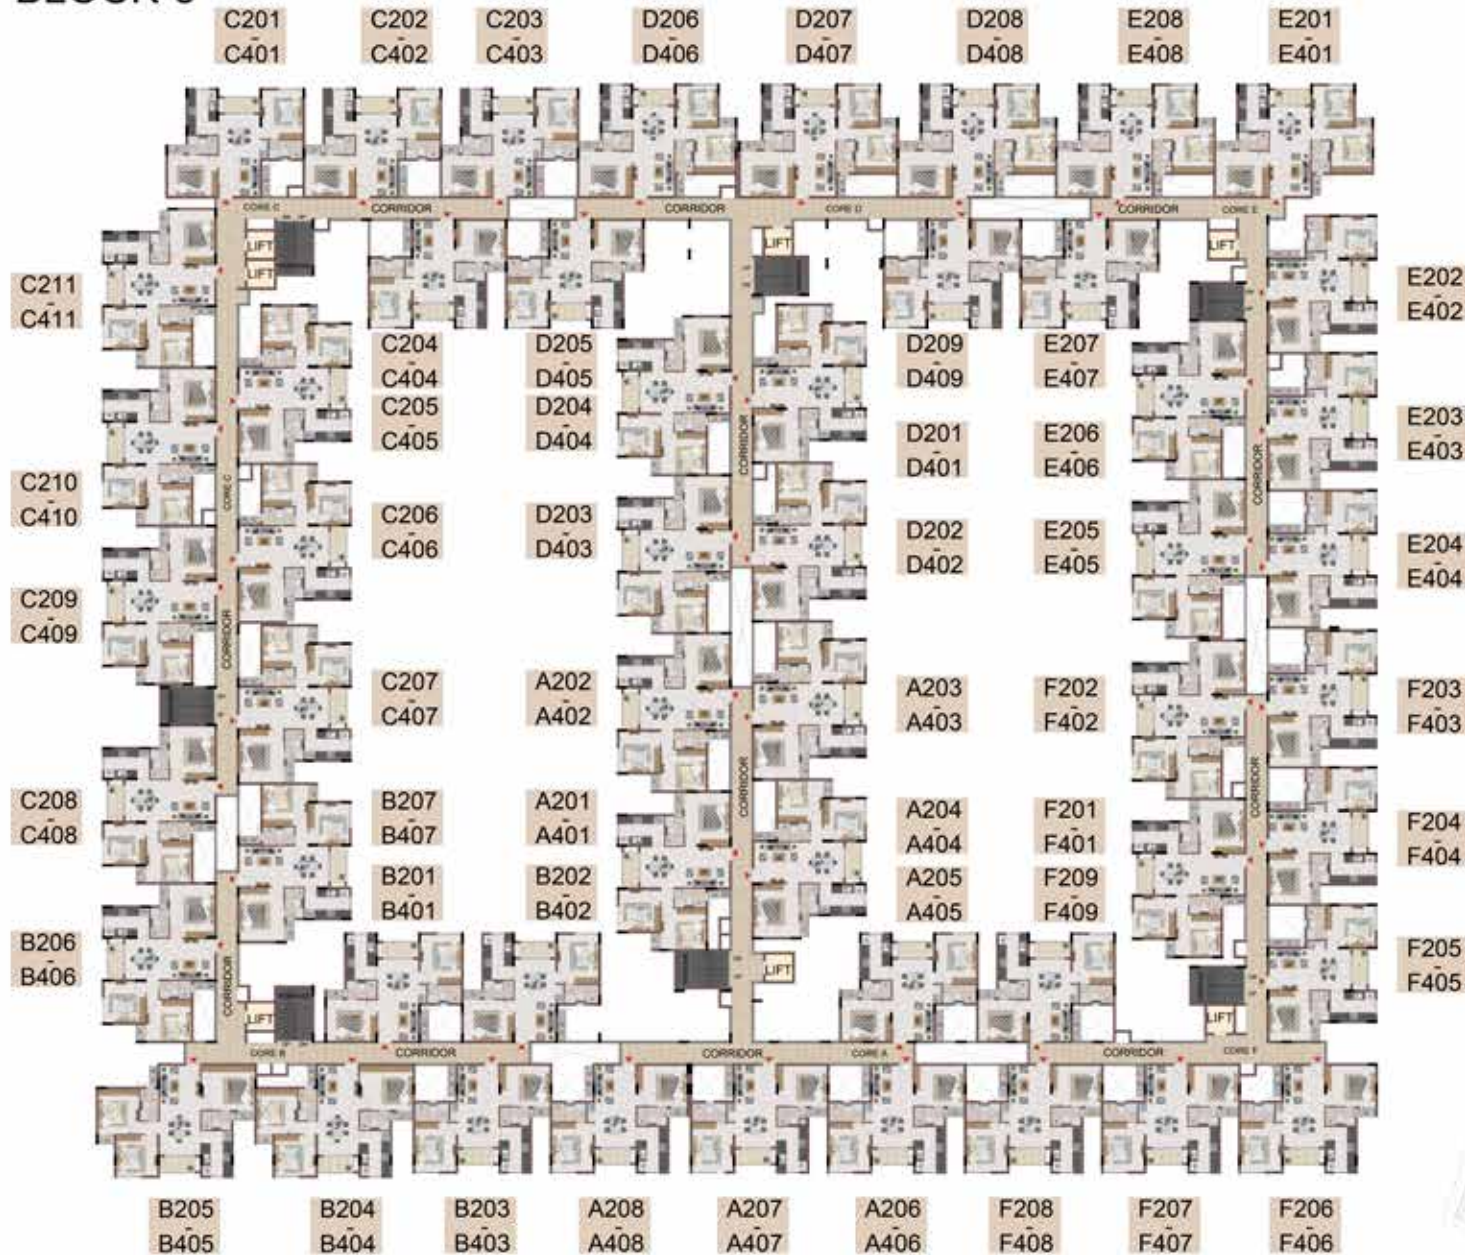 C201 - C401
C202 - C402
C203 - C403
D206 - D406
D207 - D407
D208 - D408
E208 - E408
E201 - E401
CORE C
CORRIDOR
CORRIDOR
CORE D
CORRIDOR
CORE E
LIFT
LIFT
LIFT
LIFT
C211 - C411
E202 - E402
C204 - C404
D205 - D405
D209 - D409
E207 - E407
C205 - C405
D204 - D404
D201 - D401
E206 - E406
E203 - E403
CORRIDOR
CORRIDOR
C210 - C410
CORE C
C206 - C406
D203 - D403
D202 - D402
E205 - E405
E204 - E404
C209 - C409
CORRIDOR
C207 - C407
A202 - A402
A203 - A403
F202 - F402
F203 - F403
CORRIDOR
CORRIDOR
C208 - C408
B207 - B407
A201 - A401
A204 - A404
F201 - F401
F204 - F404
B201 - B401
B202 - B402
A205 - A405
F209 - F409
B206 - B406
F205 - F405
CORRIDOR
LIFT
LIFT
LIFT
CORE B
CORRIDOR
CORRIDOR
CORE A
CORRIDOR
CORE F
B205 - B405
B204 - B404
B203 - B403
A208 - A408
A207 - A407
A206 - A406
F208 - F408
F207 - F407
F206 - F406